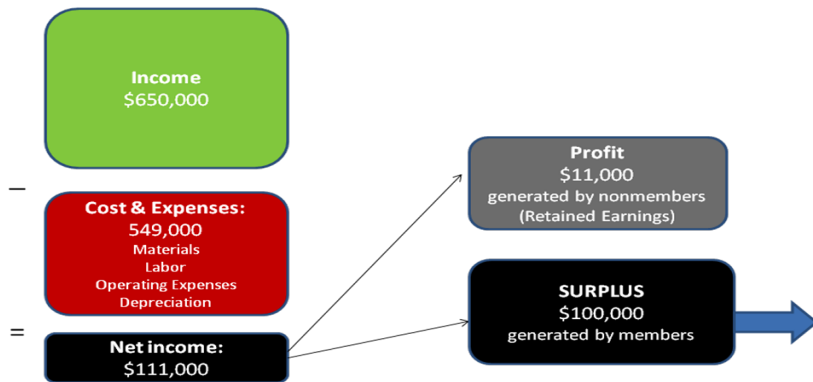 Income
$650,000
–
Cost & Expenses:
549,000
Materials
Labor
Operating Expenses
Depreciation
=
Net income:
$111,000
Profit
$11,000
generated by nonmembers
(Retained Earnings)
SURPLUS
$100,000
generated by members